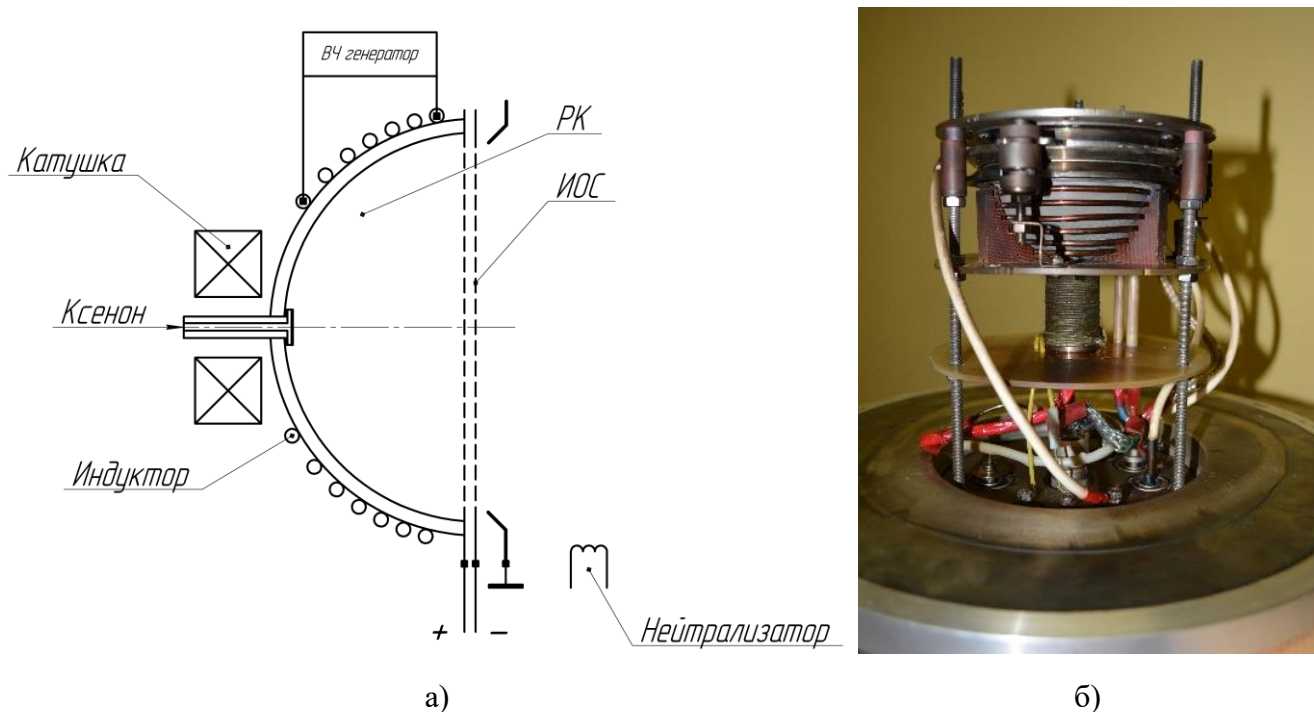 ВЧ генератор
РК
Катушка
ИОС
Ксенон
Индуктор
+ −
Нейтрализатор
а) б)